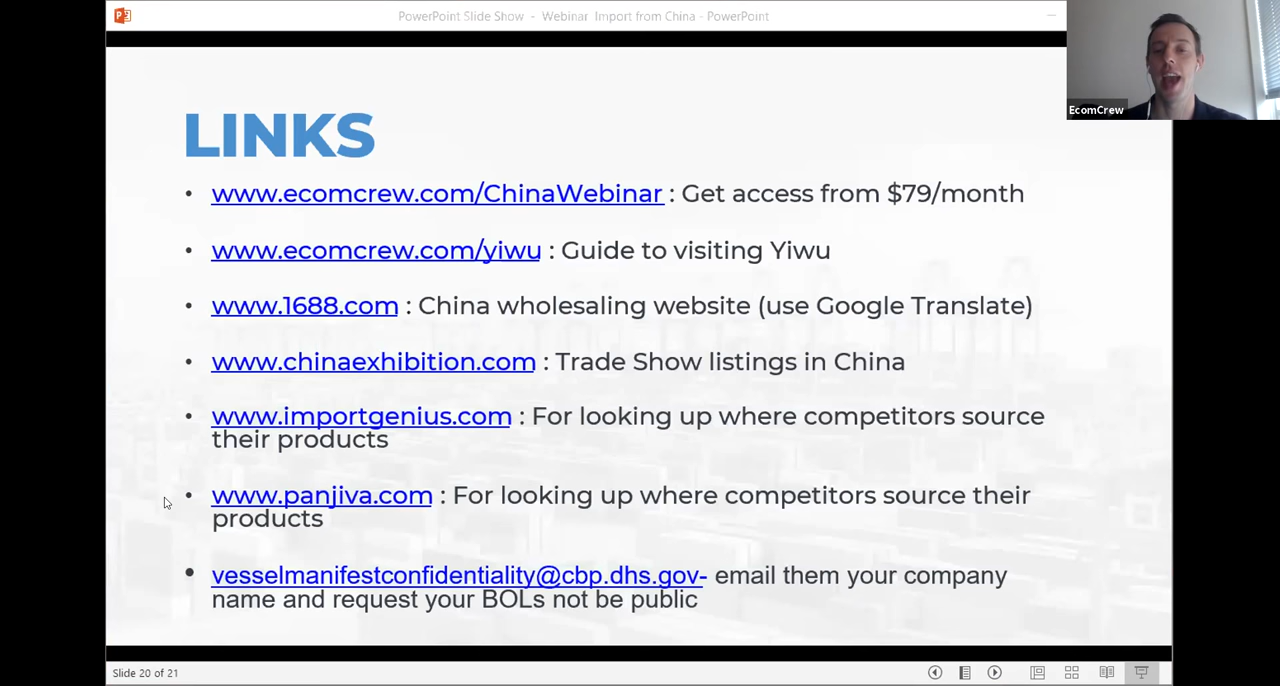 PowerPoint Slide Show - Webinar Import from China - PowerPoint
EcomCrew
LINKS
• www.ecomcrew.com/ChinaWebinar : Get access from $79/month
• www.ecomcrew.com/yiwu : Guide to visiting Yiwu
• www.1688.com : China wholesaling website (use Google Translate)
• www.chinaexhibition.com : Trade Show listings in China
• www.importgenius.com : For looking up where competitors source
their products
• www.panjiva.com : For looking up where competitors source their
products
• vesselmanifestconfidentiality@cbp.dhs.gov- email them your company
name and request your BOLs not be public
Slide 20 of 21